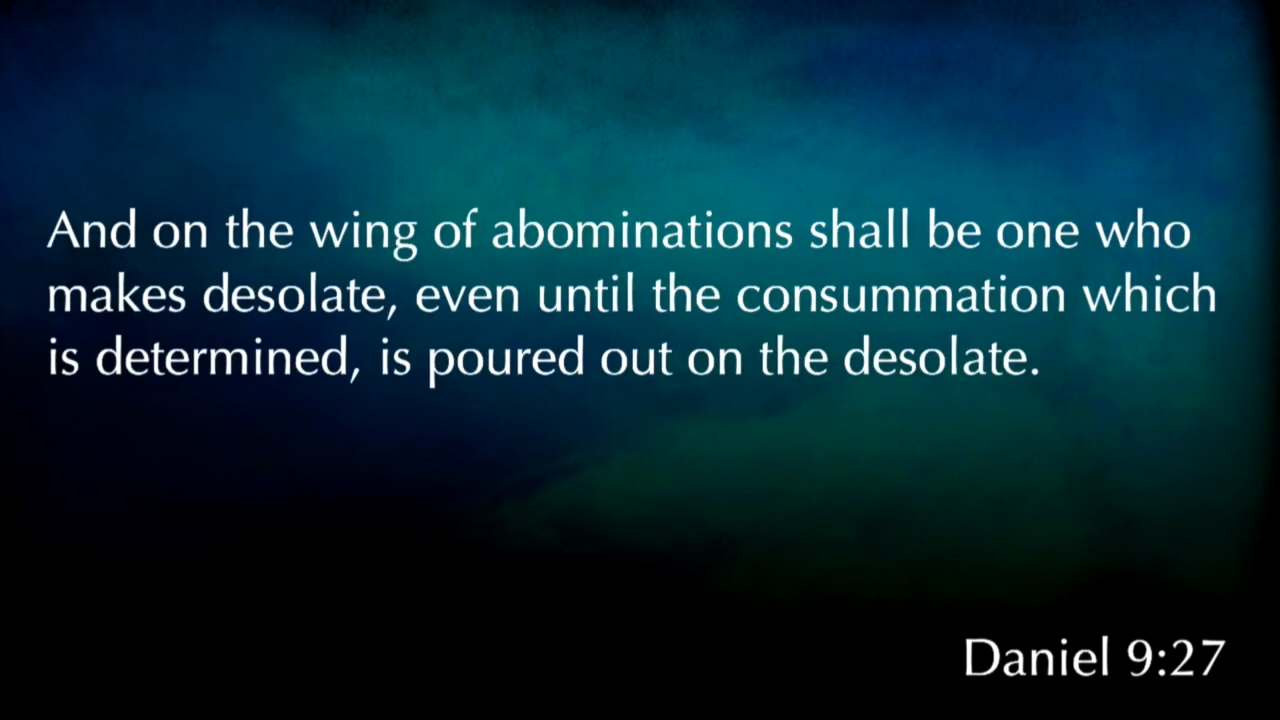 And on the wing of abominations shall be one who
makes desolate, even until the consummation which
is determined, is poured out on the desolate.
Daniel 9:27